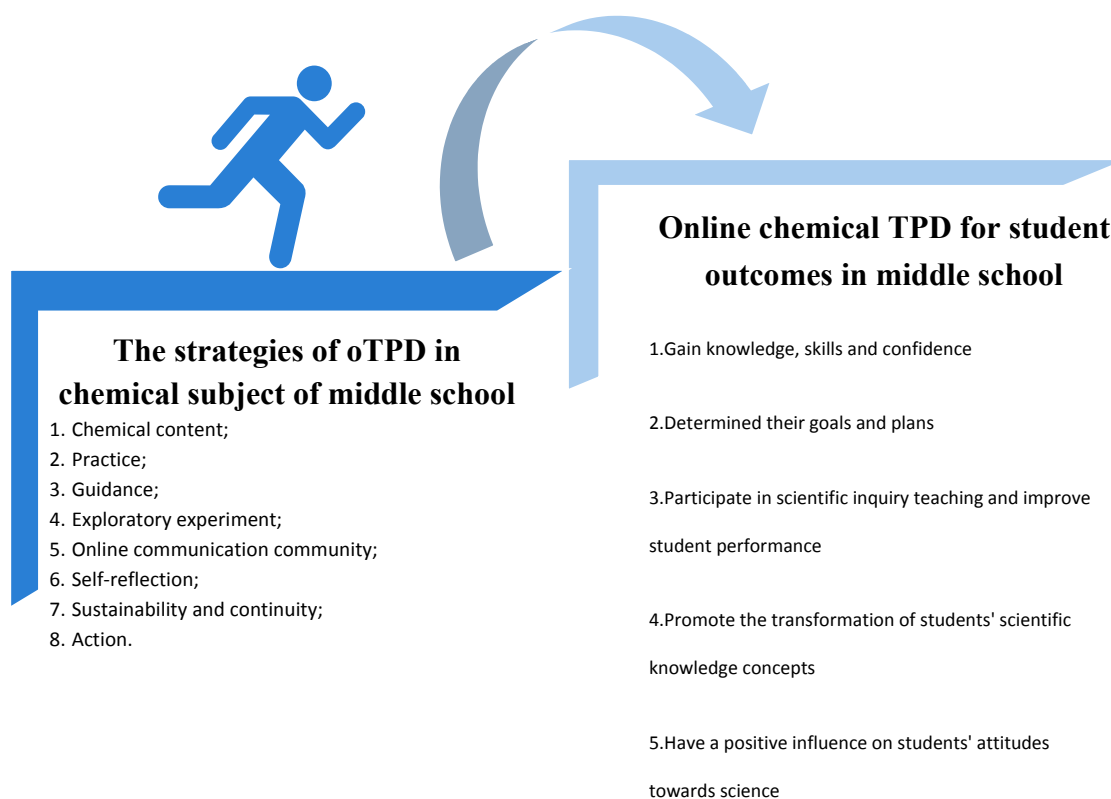 The strategies of oTPD in
chemical subject of middle school
1. Chemical content;
2. Practice;
3. Guidance;
4. Exploratory experiment;
5. Online communication community;
6. Self-reflection;
7. Sustainability and continuity;
8. Action.
Online chemical TPD for student
outcomes in middle school
1.Gain knowledge, skills and confidence
2.Determined their goals and plans
3.Participate in scientific inquiry teaching and improve
student performance
4.Promote the transformation of students' scientific
knowledge concepts
5.Have a positive influence on students' attitudes
towards science